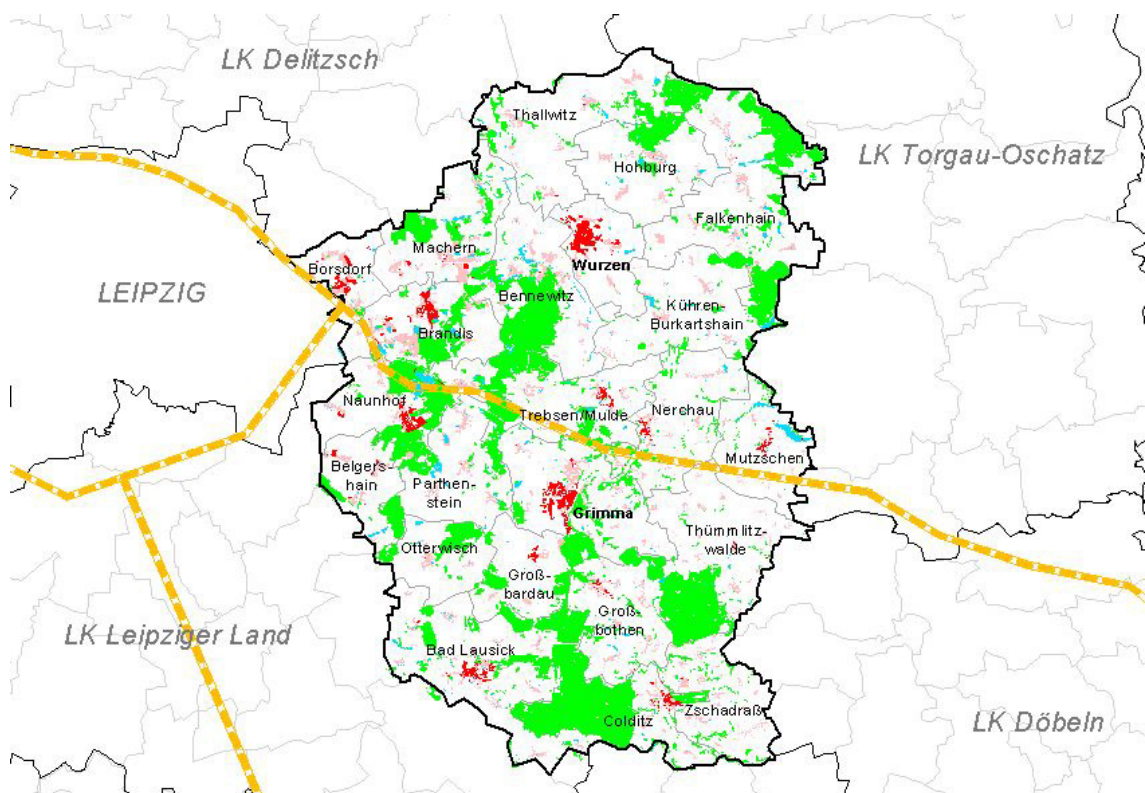 LK Delitzsch
Thallwitz
LK Torgau-Oschatz
Hohburg
Falkenhain
Machern
Wurzen
Borsdorf
LEIPZIG
Bennewitz
Kühren-
Burkartshain
Brandis
Naunhof
Trebsen/Mulde
Nerchau
Mutzschen
Belgers-
hain
Parthen-
stein
Grimma
Thümmlitz-
walde
Otterwisch
Groß-
bardau
Groß-
bothen
LK Leipziger Land
Bad Lausick
Zschadraß
Colditz
LK Döbeln